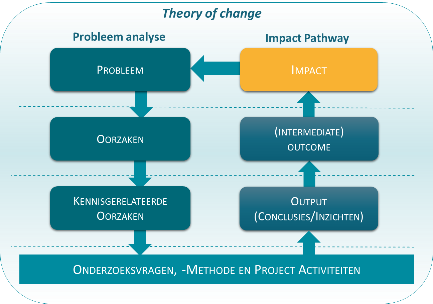 Theory of change
Probleem analyse
Impact Pathway
PROBLEEM
IMPACT
OORZAKEN
(INTERMEDIATE)
OUTCOME
KENNISGERELATEERDE
OORZAKEN
OUTPUT
(CONCLUSIES/INZICHTEN)
ONDERZOEKSVRAGEN, -METHODE EN PROJECT ACTIVITEITEN